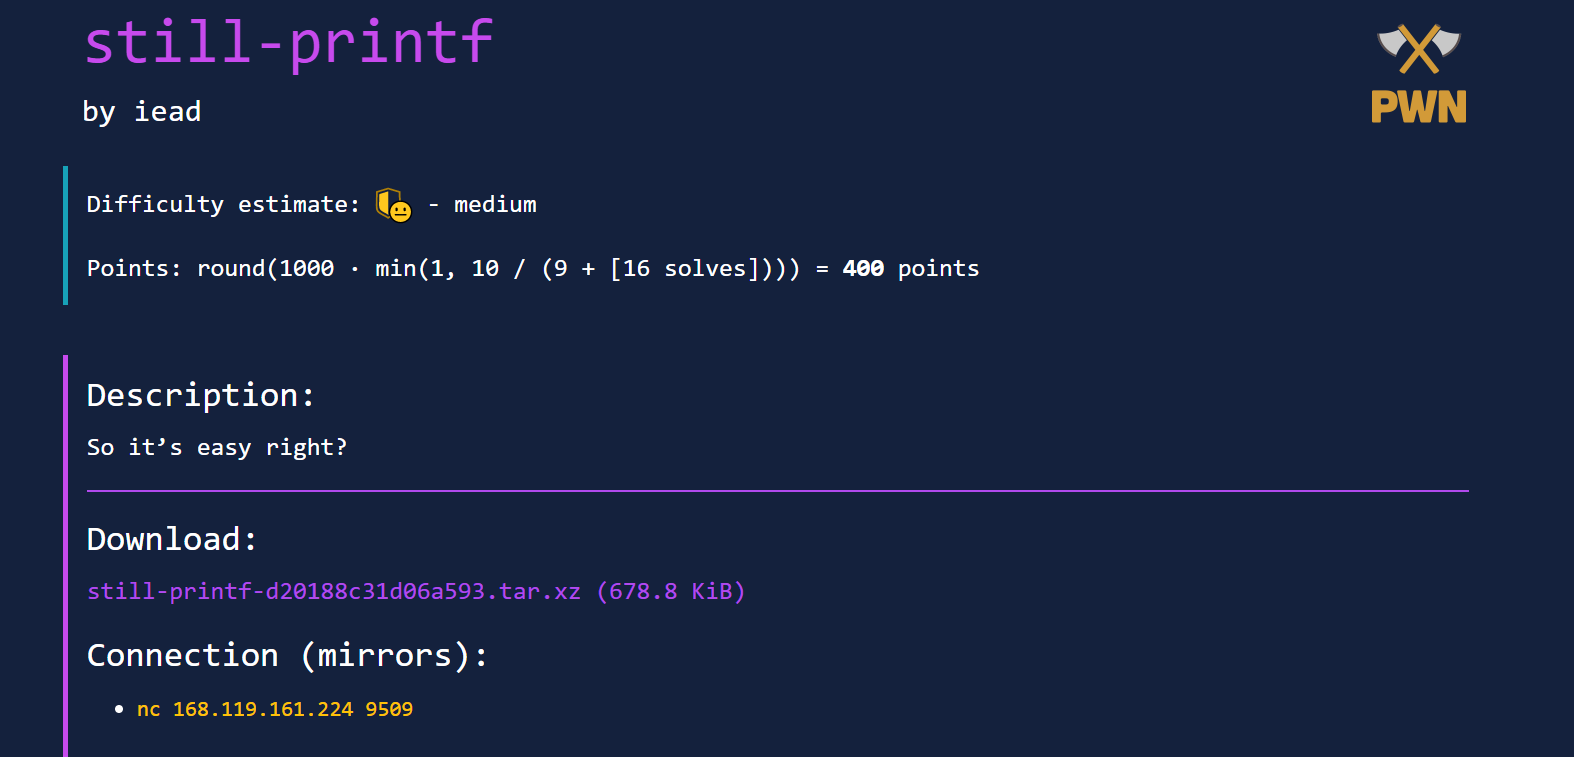 still-printf
PWN
by iead
Difficulty estimate: - medium
Points: round(1000 · min(1, 10 / (9 + [16 solves]))) = 400 points
Description:
So it’s easy right?
Download:
still-printf-d20188c31d06a593.tar.xz (678.8 KiB)
Connection (mirrors):
• nc 168.119.161.224 9509